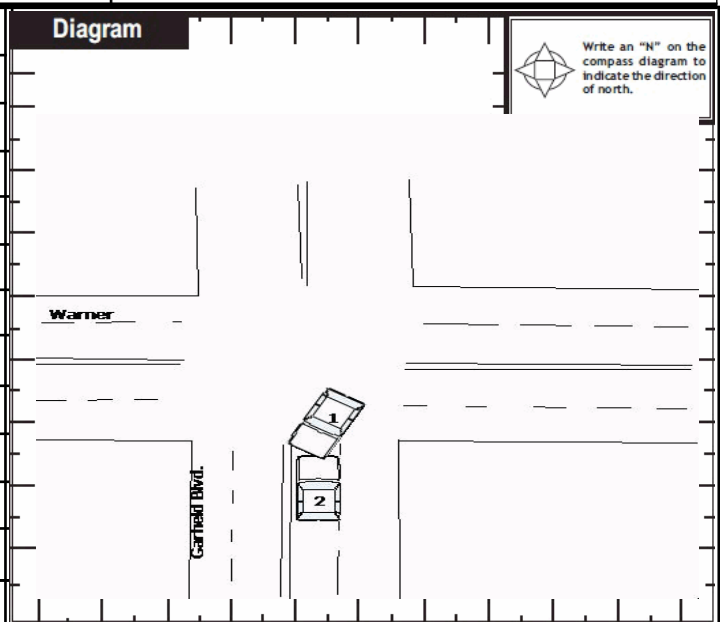 Diagram
Write an "N" on the
compass diagram to
indicate the direction
of north.
Warner
1
2
Garfield Blvd.